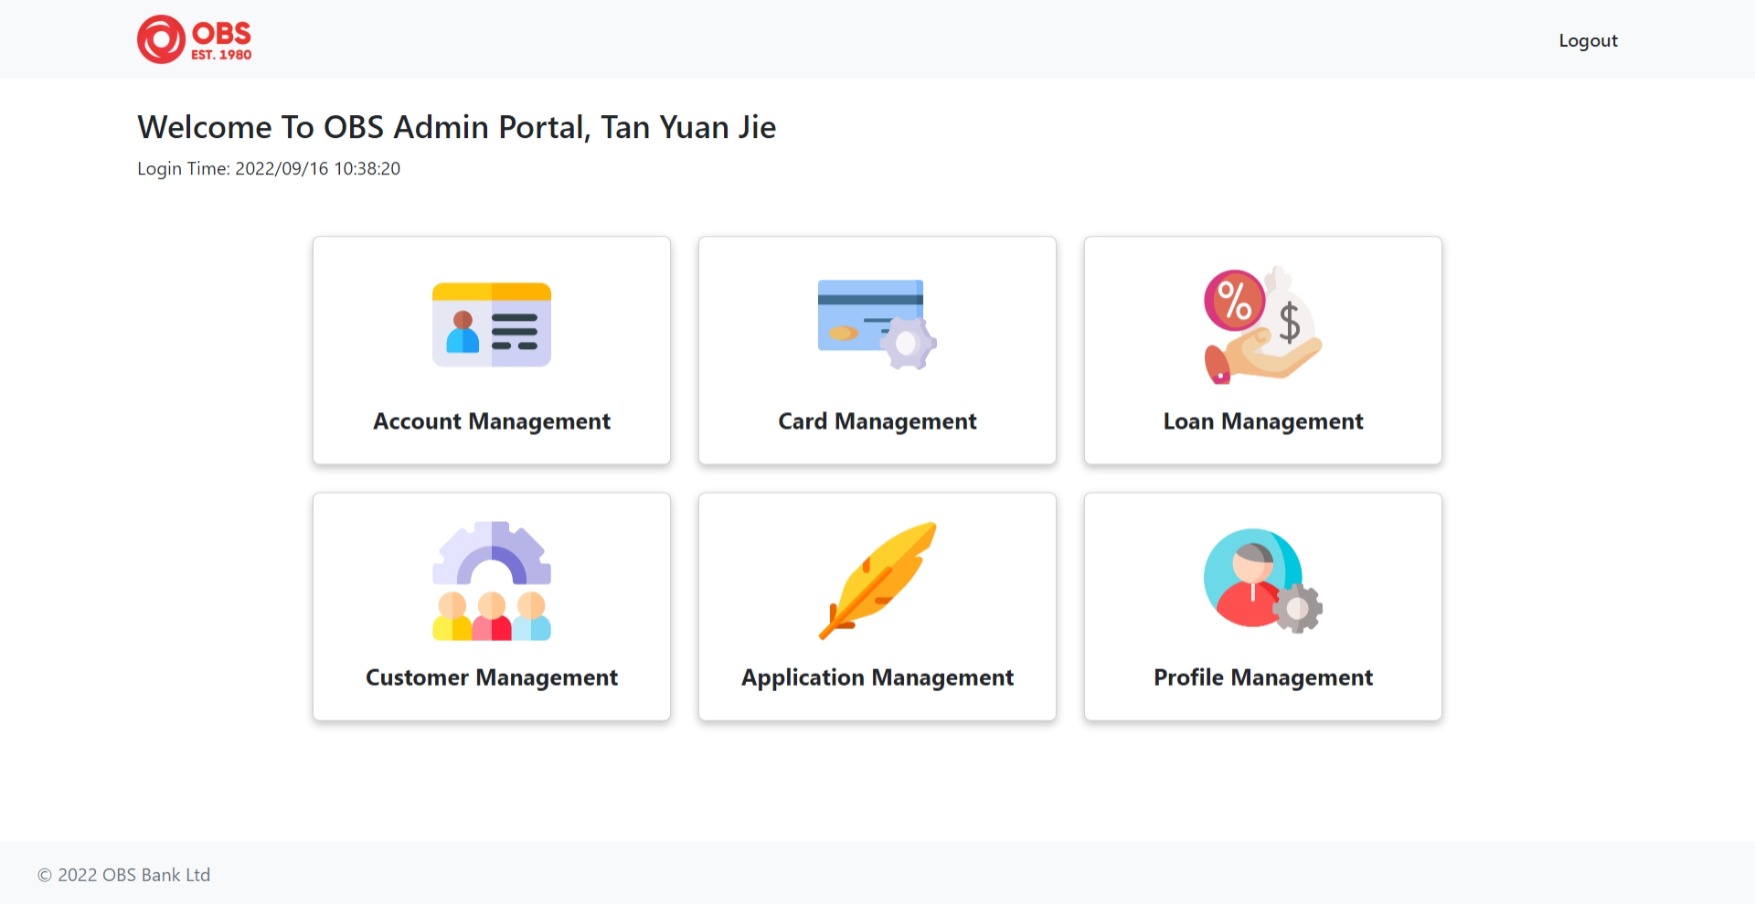 OBS
EST. 1980
Logout
Welcome To OBS Admin Portal, Tan Yuan Jie
Login Time: 2022/09/16 10:38:20
%
$
Account Management
Card Management
Loan Management
Customer Management
Application Management
Profile Management
© 2022 OBS Bank Ltd